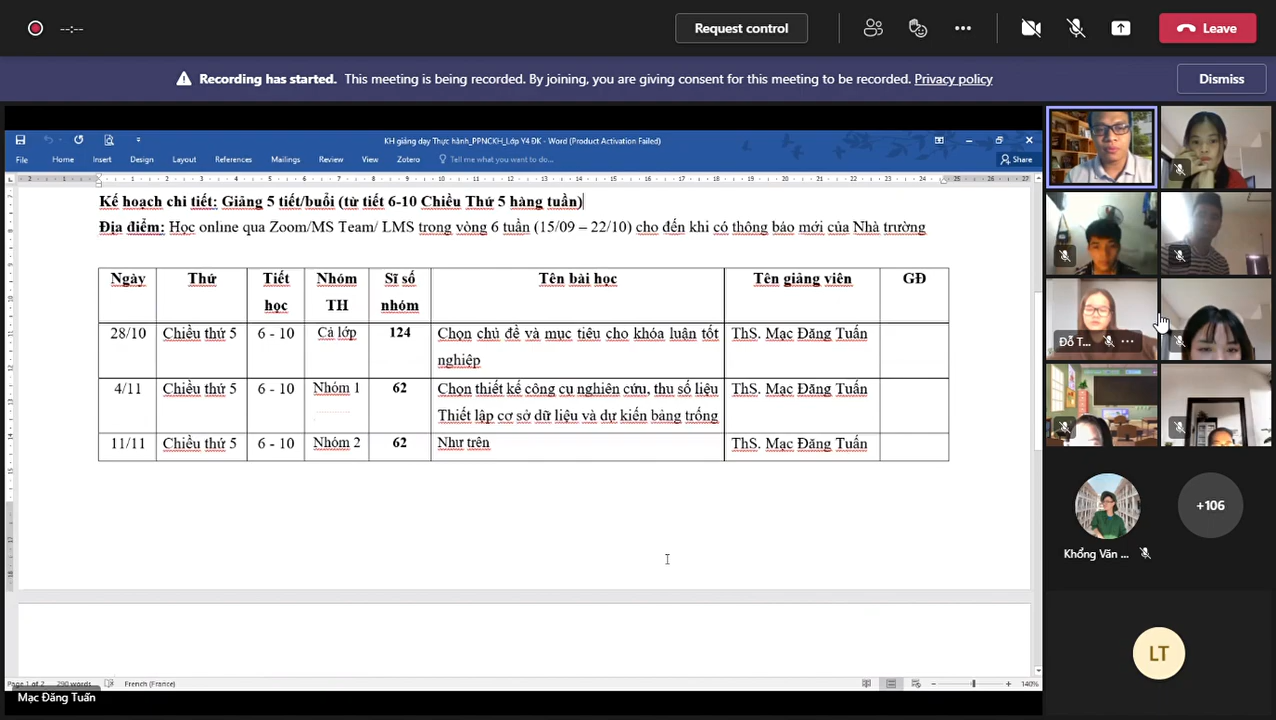 --:--
Request control
Leave
Recording has started. This meeting is being recorded. By joining, you are giving consent for this meeting to be recorded. Privacy policy
Dismiss
KH giảng dạy Thực hành_PPNCKH_Lớp Y4 ĐK - Word (Product Activation Failed)
File Home Insert Design Layout References Mailings Review View Zotero Tell me what you want to do... Share
Kế hoạch chi tiết: Giảng 5 tiết/buổi (từ tiết 6-10 Chiều Thứ 5 hàng tuần)
Địa điểm: Học online qua Zoom/MS Team/ LMS trong vòng 6 tuần (15/09 – 22/10) cho đến khi có thông báo mới của Nhà trường
Ngày Thứ Tiết Nhóm Sĩ số Tên bài học Tên giảng viên GĐ
học TH nhóm
28/10 Chiều thứ 5 6 - 10 Cả lớp 124 Chọn chủ đề và mục tiêu cho khóa luận tốt ThS. Mạc Đăng Tuấn
nghiệp
4/11 Chiều thứ 5 6 - 10 Nhóm 1 62 Chọn thiết kế công cụ nghiên cứu, thu số liệu ThS. Mạc Đăng Tuấn
Thiết lập cơ sở dữ liệu và dự kiến bảng trống
11/11 Chiều thứ 5 6 - 10 Nhóm 2 62 Như trên ThS. Mạc Đăng Tuấn
Đỗ T...
+106
Khổng Văn ...
LT
Page 1 of 2 290 words French (France) 140%
Mạc Đăng Tuấn